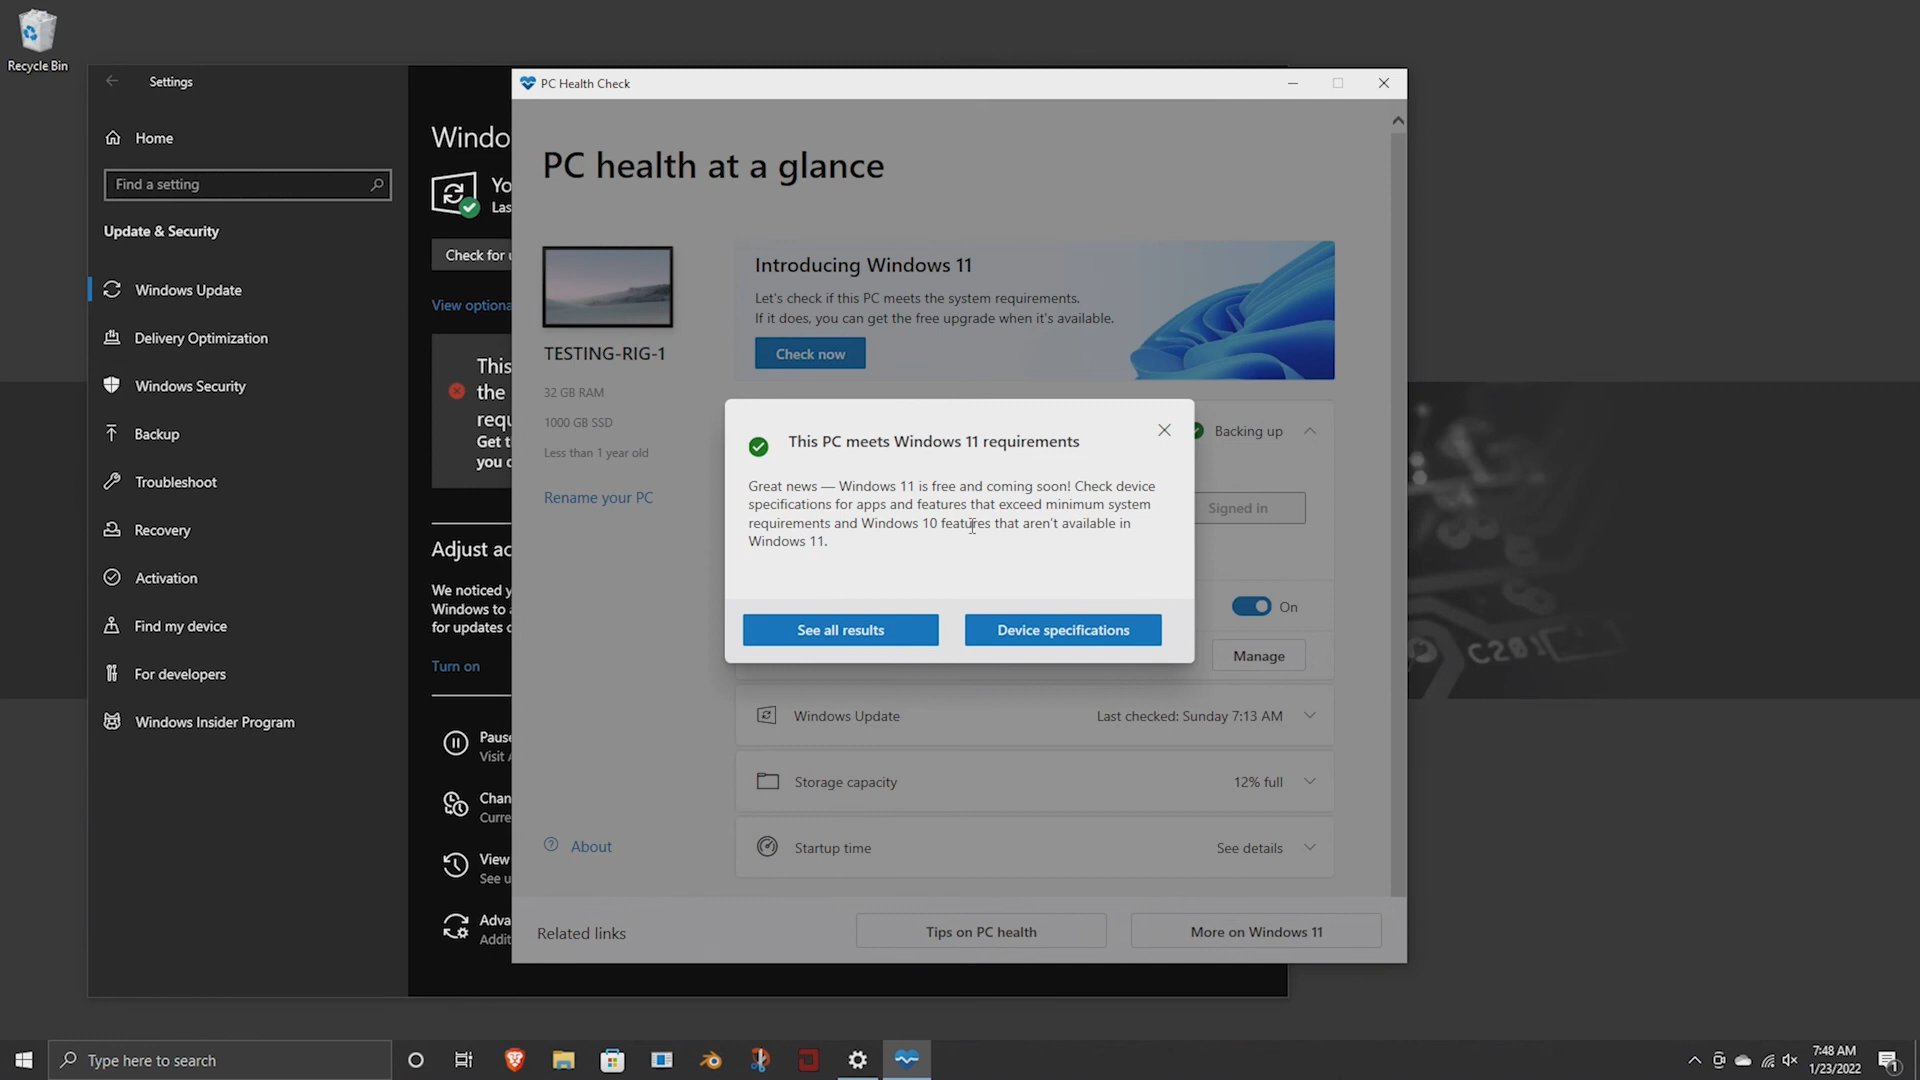 Recycle Bin
Settings
Home
Find a setting
Update & Security
Windows Update
Delivery Optimization
Windows Security
Backup
Troubleshoot
Recovery
Activation
Find my device
For developers
Windows Insider Program
Windo
Yo
Las
Check for u
View optiona
This
the
requ
Get t
you c
Adjust ac
We noticed y
Windows to a
for updates c
Turn on
Pause
Visit A
Chan
Curre
View
See u
Adva
Addit
PC Health Check
PC health at a glance
TESTING-RIG-1
32 GB RAM
1000 GB SSD
Less than 1 year old
Rename your PC
About
Introducing Windows 11
Let's check if this PC meets the system requirements.
If it does, you can get the free upgrade when it's available.
Check now
Backing up
Signed in
On
Manage
This PC meets Windows 11 requirements
Great news — Windows 11 is free and coming soon! Check device
specifications for apps and features that exceed minimum system
requirements and Windows 10 features that aren't available in
Windows 11.
See all results
Device specifications
Windows Update
Last checked: Sunday 7:13 AM
Storage capacity
12% full
Startup time
See details
Related links
Tips on PC health
More on Windows 11
C281
Type here to search
7:48 AM
1/23/2022
1